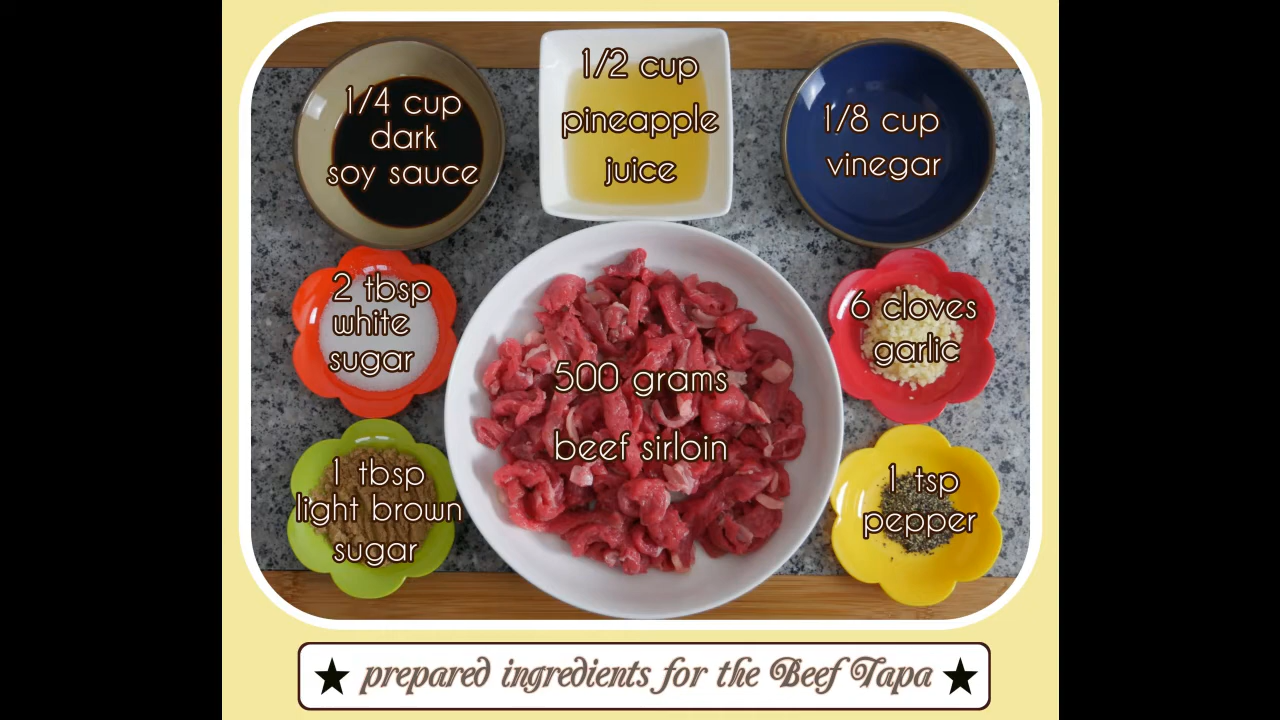 1/4 cup
dark
soy sauce
1/2 cup
pineapple
juice
1/8 cup
vinegar
2 tbsp
white
sugar
500 grams
beef sirloin
6 cloves
garlic
1 tbsp
light brown
sugar
1 tsp
pepper
prepared ingredients for the Beef Tapa